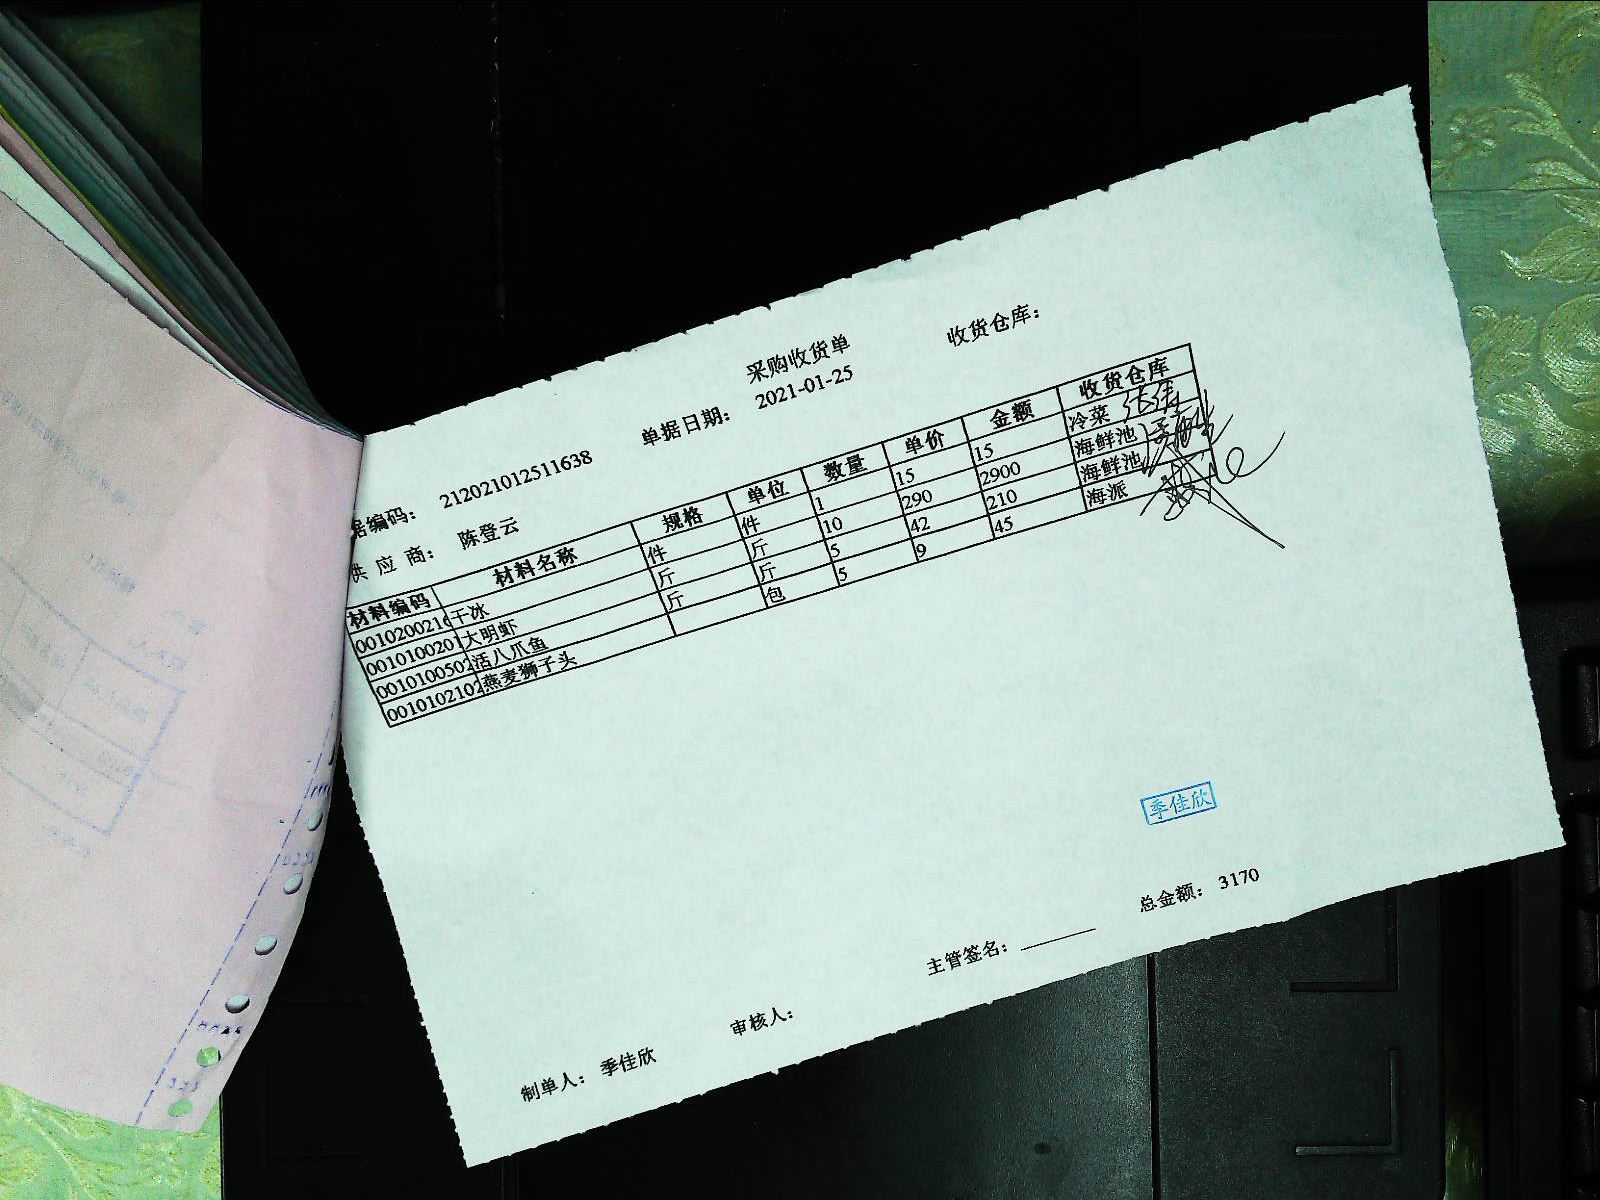 采购收货单
收货仓库：
单据日期： 2021-01-25
据编码： 212021012511638
供 应 商： 陈登云
材料编码 材料名称 规格 单位 数量 单价 金额 收货仓库
干冰 件 件 1 15 15 冷菜
001010020 大明虾 斤 斤 10 290 2900 海鲜池
001010050 活八爪鱼 斤 斤 5 42 210 海鲜池
001010210 燕麦狮子头 包 5 9 45 海派
季佳欣
总金额： 3170
主管签名：
审核人：
制单人： 季佳欣